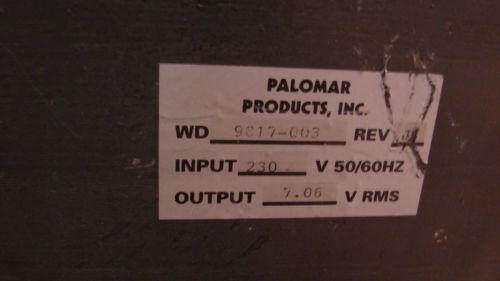 PALOMAR
PRODUCTS, INC.
WD 9817-003 REV
INPUT 230 V 50/60HZ
OUTPUT 7.06 V RMS